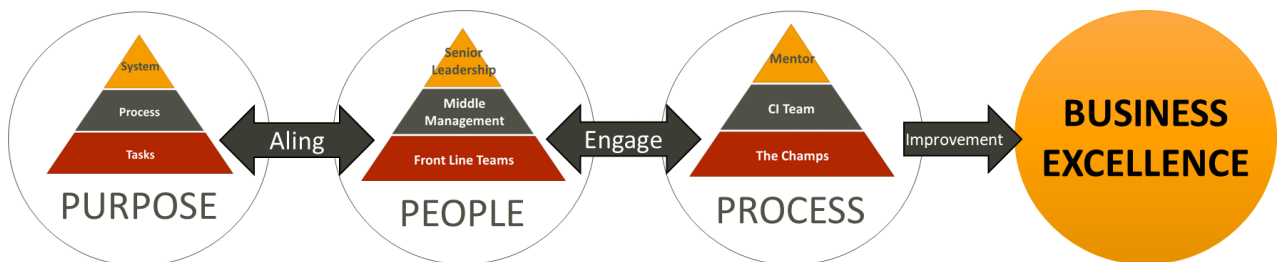 System
Process
Tasks
PURPOSE
Aling
Senior
Leadership
Middle
Management
Front Line Teams
PEOPLE
Engage
Mentor
CI Team
The Champs
PROCESS
Improvement
BUSINESS
EXCELLENCE